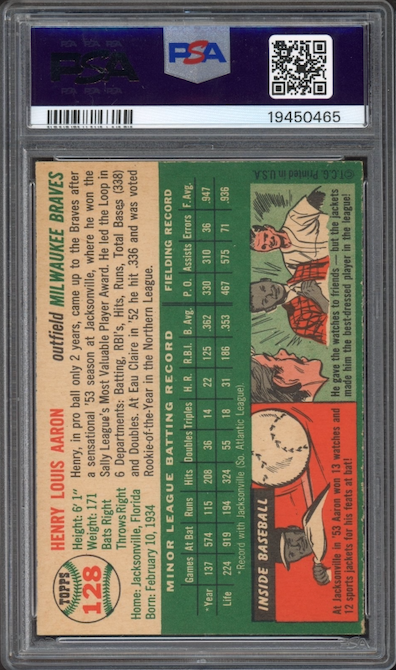 PSA
PSA
19450465
TOPPS
128
HENRY LOUIS AARON
outfield MILWAUKEE BRAVES
Height: 6'1"
Weight: 171
Bats Right
Throws Right
Home: Jacksonville, Florida
Born: February 10, 1934
Henry, in pro ball only 2 years, came up to the Braves after
a sensational '53 season at Jacksonville, where he won the
Sally League's Most Valuable Player Award. He led the Loop in
6 Departments: Batting, RBI's, Hits, Runs, Total Bases (338)
and Doubles. At Eau Claire in '52 he hit .336 and was voted
Rookie-of-the-Year in the Northern League.
MINOR LEAGUE BATTING RECORD FIELDING RECORD
Games At Bat Runs Hits Doubles Triples H. R. R.B.I. B. Avg. P. O. Assists Errors F. Avg.
*Year 137 574 115 208 36 14 22 125 .362 330 310 36 .947
Life 224 919 194 324 55 18 31 186 .353 467 575 71 .936
*Record with Jacksonville (So. Atlantic League).
INSIDE BASEBALL
At Jacksonville in '53 Aaron won 13 watches and
12 sports jackets for his feats at bat!
He gave the watches to friends — but the jackets
made him the best-dressed player in the league!
©T.C.G. Printed in U.S.A.